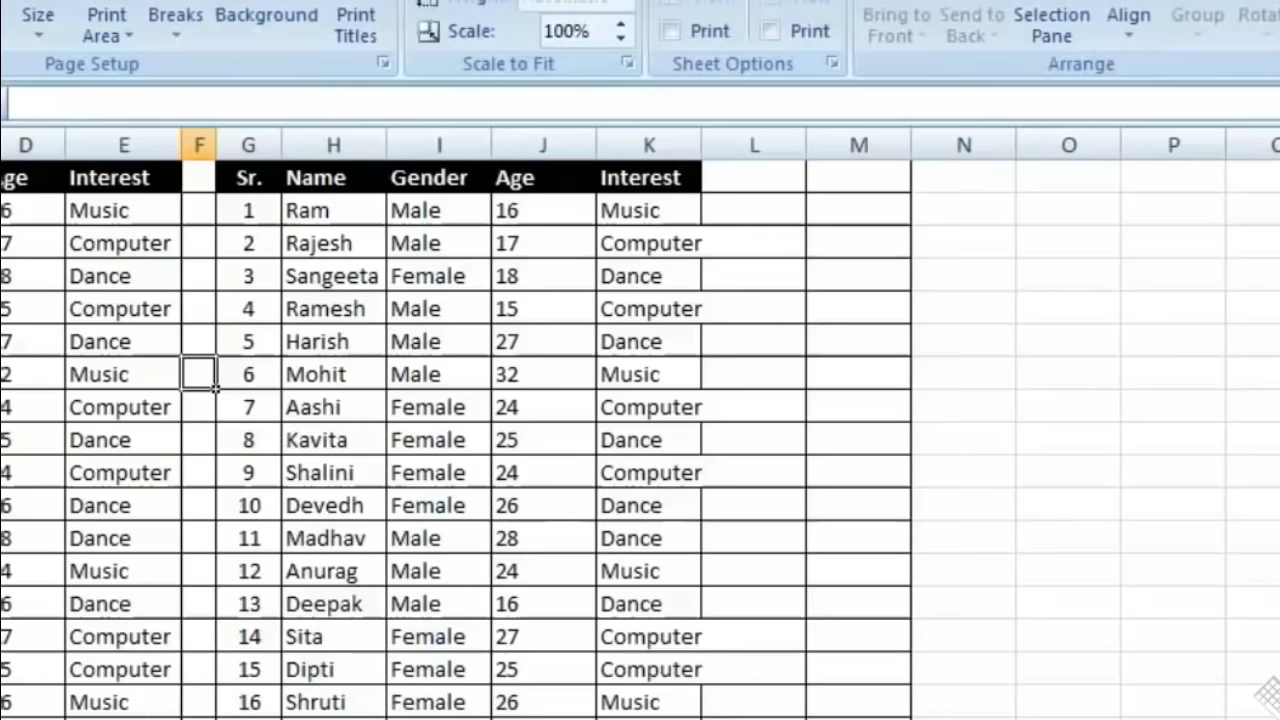 Size Print Area Breaks Background Print Titles Scale: 100% Print Print Bring to Front Send to Back Selection Pane Align Group
Page Setup Scale to Fit Sheet Options Arrange
D E F G H I J K L M N O P
ge Interest Sr. Name Gender Age Interest
6 Music 1 Ram Male 16 Music
7 Computer 2 Rajesh Male 17 Computer
8 Dance 3 Sangeeta Female 18 Dance
5 Computer 4 Ramesh Male 15 Computer
7 Dance 5 Harish Male 27 Dance
2 Music 6 Mohit Male 32 Music
4 Computer 7 Aashi Female 24 Computer
5 Dance 8 Kavita Female 25 Dance
4 Computer 9 Shalini Female 24 Computer
6 Dance 10 Devedh Female 26 Dance
8 Dance 11 Madhav Male 28 Dance
4 Music 12 Anurag Male 24 Music
6 Dance 13 Deepak Male 16 Dance
7 Computer 14 Sita Female 27 Computer
5 Computer 15 Dipti Female 25 Computer
6 Music 16 Shruti Female 26 Music